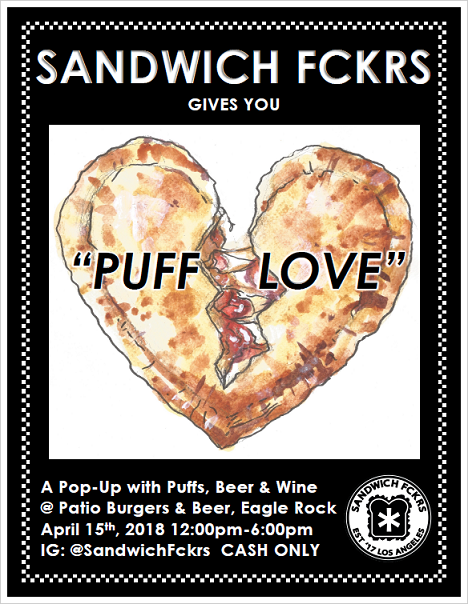 SANDWICH FCKRS
GIVES YOU
“PUFF LOVE”
A Pop-Up with Puffs, Beer & Wine
@ Patio Burgers & Beer, Eagle Rock
April 15th, 2018 12:00pm-6:00pm
IG: @SandwichFckrs CASH ONLY
SANDWICH FCKRS
EST '17 LOS ANGELES